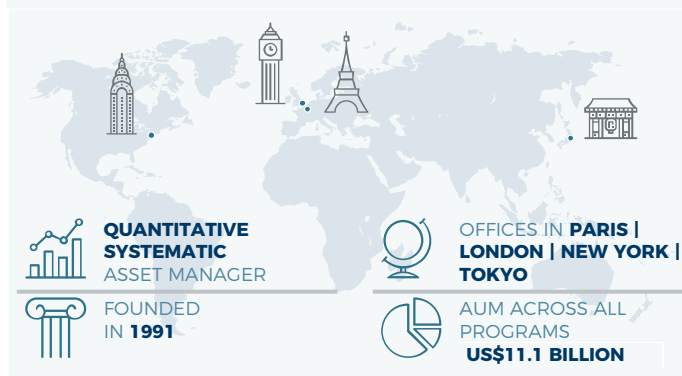 QUANTITATIVE
SYSTEMATIC
ASSET MANAGER
OFFICES IN PARIS |
LONDON | NEW YORK |
TOKYO
FOUNDED
IN 1991
AUM ACROSS ALL
PROGRAMS
US$11.1 BILLION